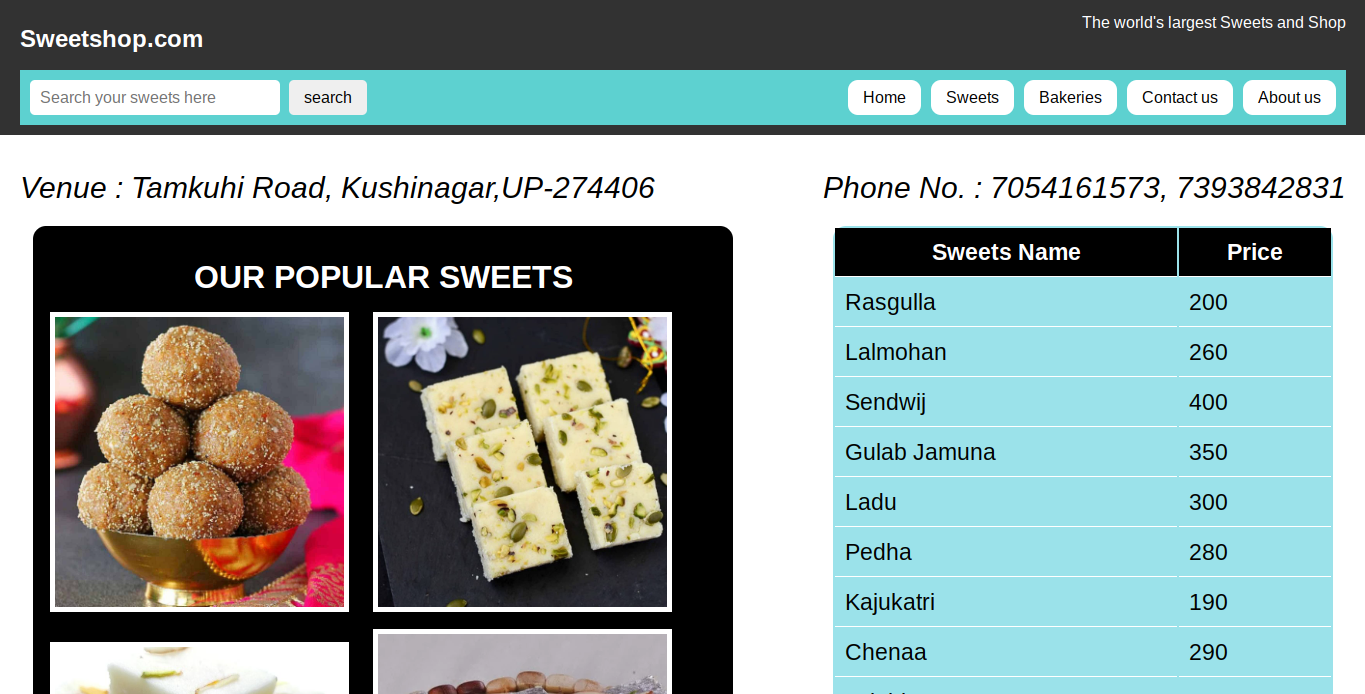 The world's largest Sweets and Shop
Sweetshop.com
Search your sweets here search Home Sweets Bakeries Contact us About us
Venue : Tamkuhi Road, Kushinagar,UP-274406 Phone No. : 7054161573, 7393842831
OUR POPULAR SWEETS
Sweets Name Price
Rasgulla 200
Lalmohan 260
Sendwij 400
Gulab Jamuna 350
Ladu 300
Pedha 280
Kajukatri 190
Chenaa 290